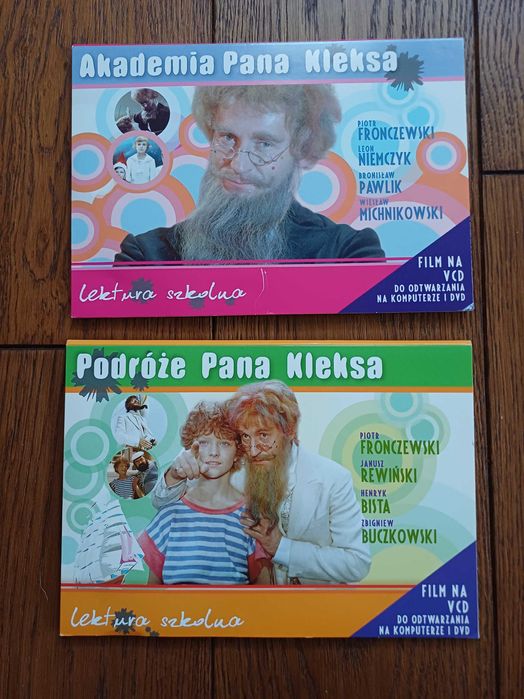 Akademia Pana Kleksa
PIOTR
FRONCZEWSKI
LEON
NIEMCZYK
BRONISŁAW
PAWLIK
WIESŁAW
MICHNIKOWSKI
FILM NA
VCD
DO ODTWARZANIA
NA KOMPUTERZE I DVD
lektura szkolna
Podróże Pana Kleksa
PIOTR
FRONCZEWSKI
JANUSZ
REWIŃSKI
HENRYK
BISTA
ZBIGNIEW
BUCZKOWSKI
FILM NA
VCD
DO ODTWARZANIA
NA KOMPUTERZE I DVD
lektura szkolna